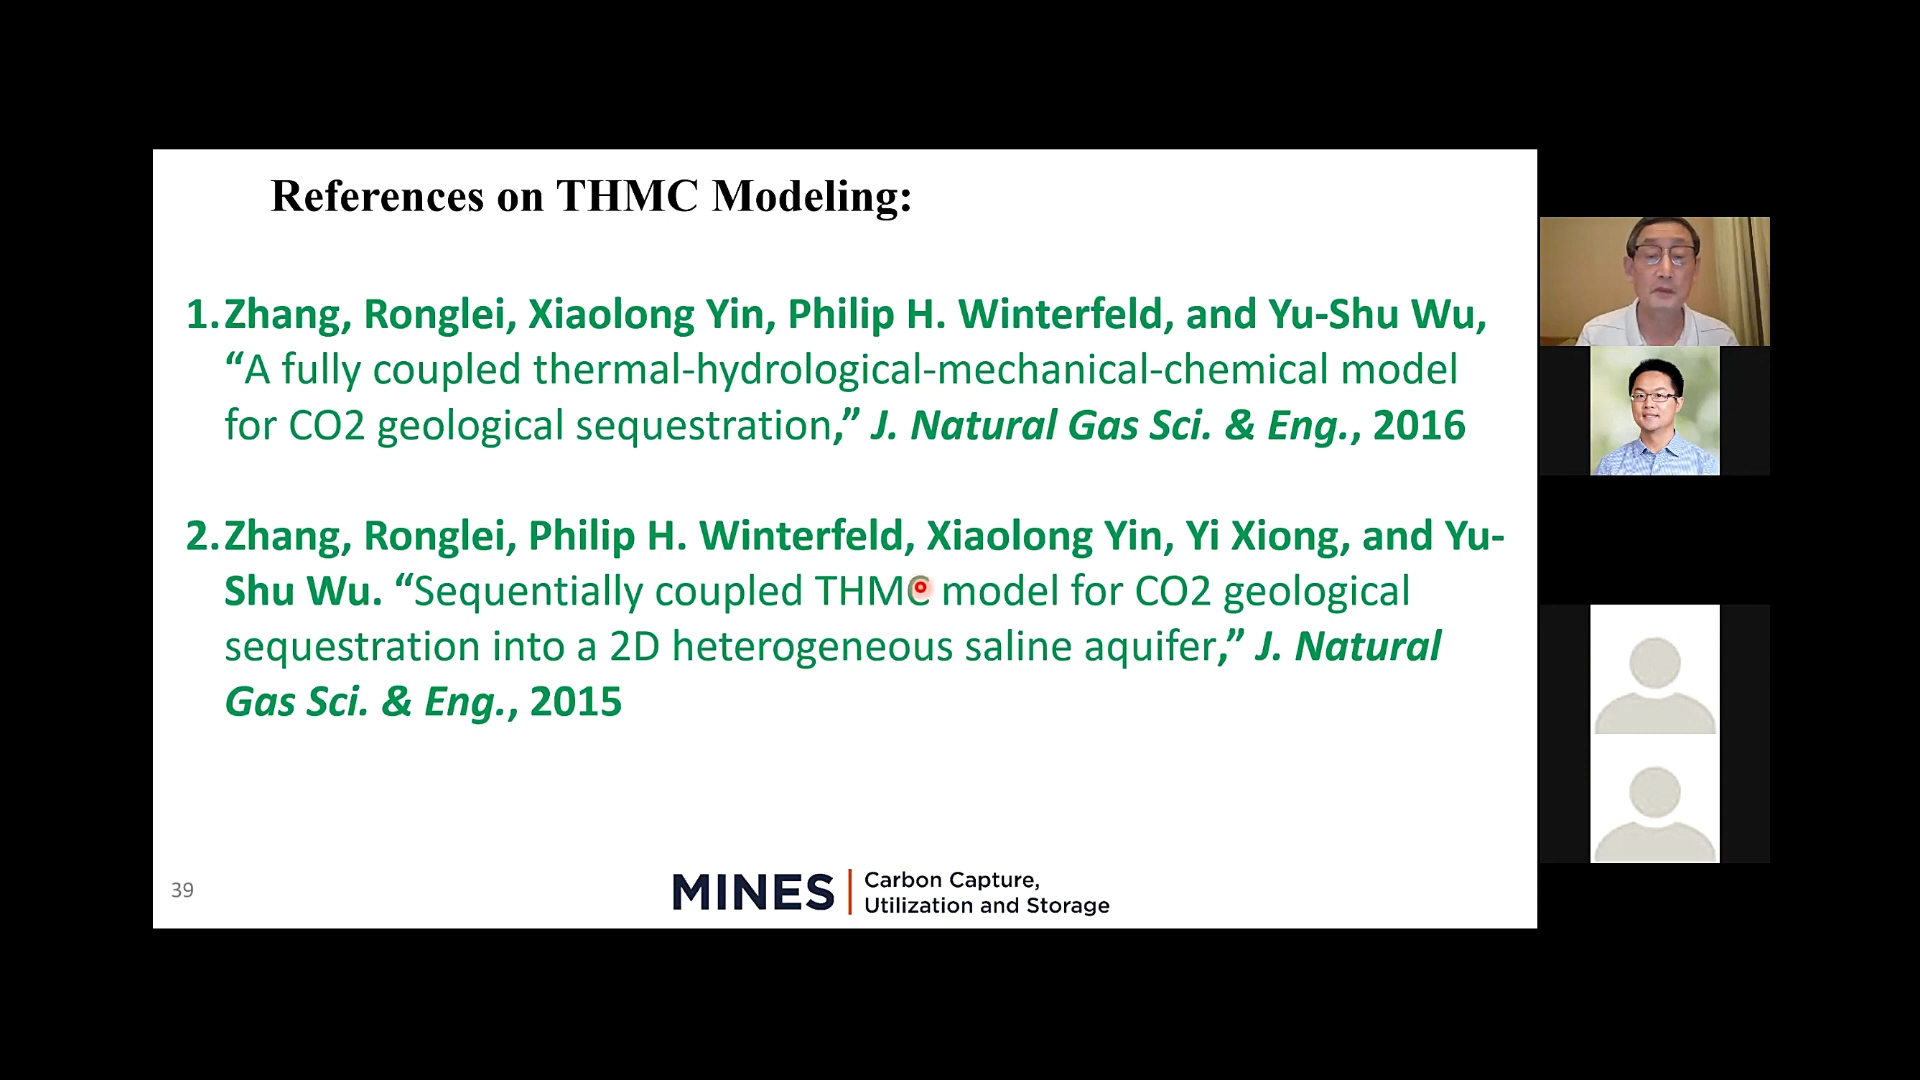 References on THMC Modeling:
1. Zhang, Ronglei, Xiaolong Yin, Philip H. Winterfeld, and Yu-Shu Wu,
“A fully coupled thermal-hydrological-mechanical-chemical model
for CO2 geological sequestration,” J. Natural Gas Sci. & Eng., 2016
2. Zhang, Ronglei, Philip H. Winterfeld, Xiaolong Yin, Yi Xiong, and Yu-
Shu Wu. “Sequentially coupled THMC model for CO2 geological
sequestration into a 2D heterogeneous saline aquifer,” J. Natural
Gas Sci. & Eng., 2015
39
MINES
Carbon Capture,
Utilization and Storage